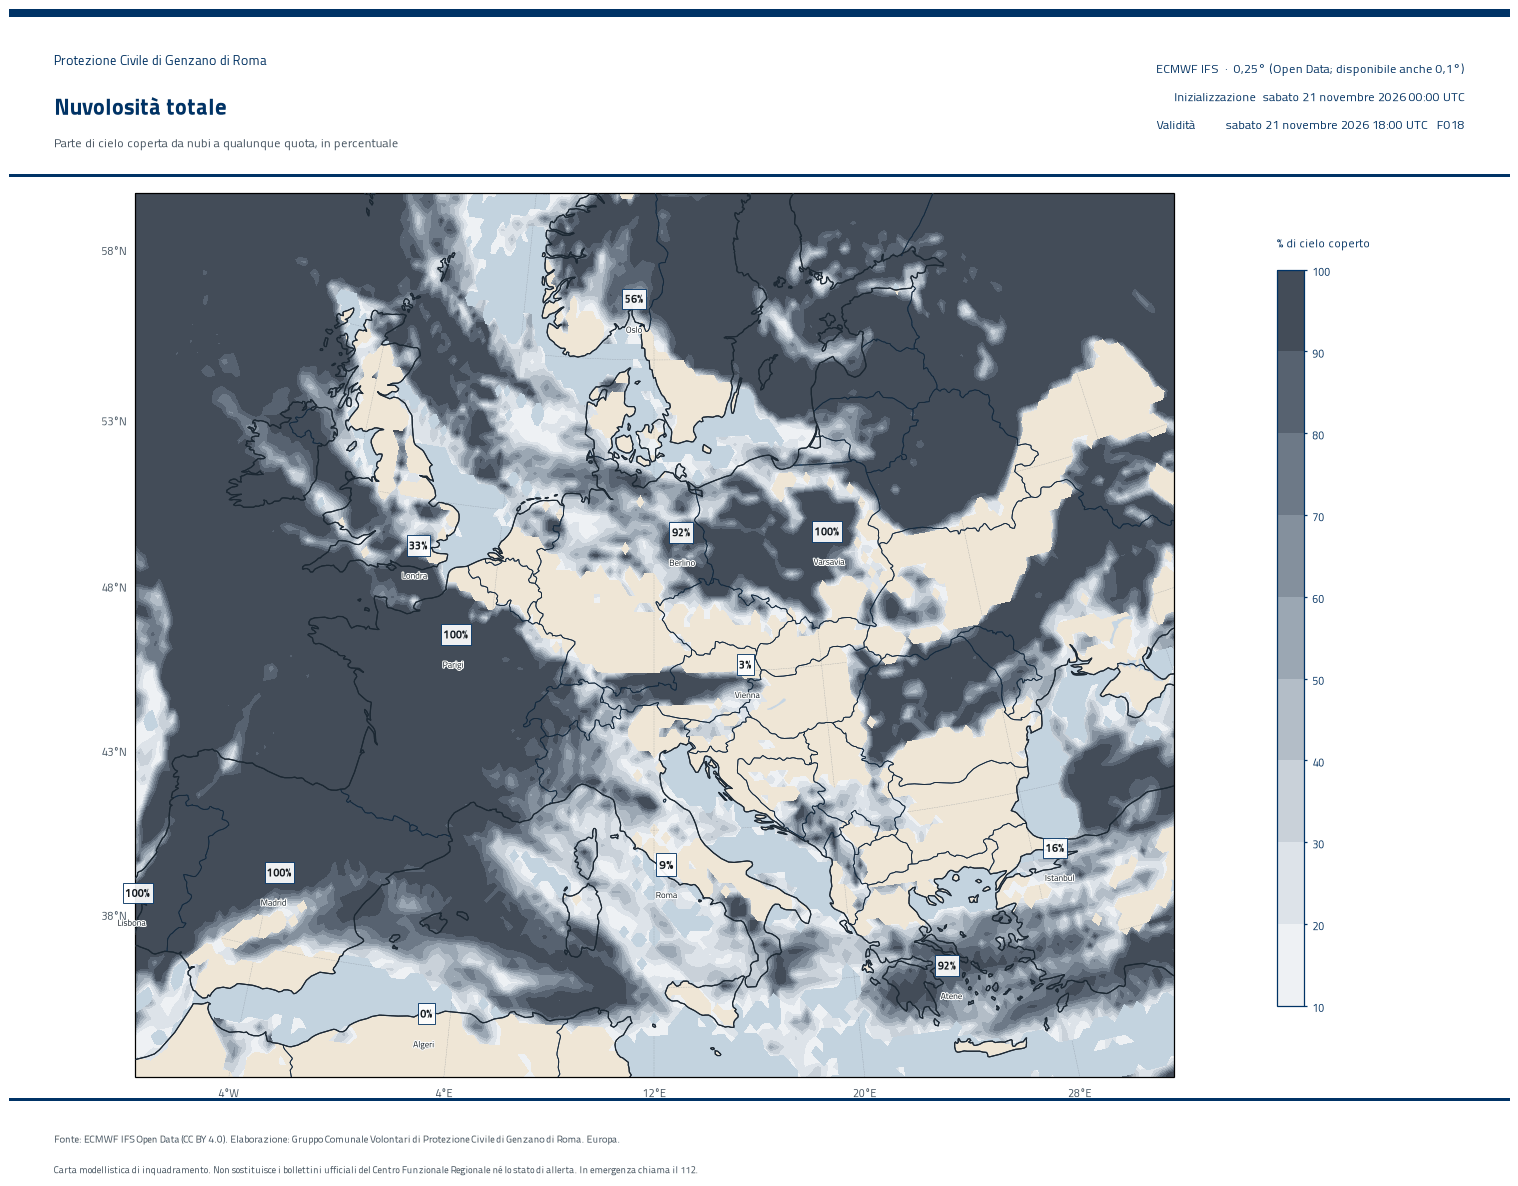 Protezione Civile di Genzano di Roma
Nuvolosità totale
Parte di cielo coperta da nubi a qualunque quota, in percentuale
ECMWF IFS · 0,25° (Open Data; disponibile anche 0,1°)
Inizializzazione sabato 21 novembre 2026 00:00 UTC
Validità sabato 21 novembre 2026 18:00 UTC F018
% di cielo coperto
100
90
80
70
60
50
40
30
20
10
58°N
53°N
48°N
43°N
38°N
56%
Oslo
33%
Londra
92%
Berlino
100%
Varsavia
100%
Parigi
3%
Vienna
100%
Madrid
100%
Lisbona
9%
Roma
16%
Istanbul
92%
Atene
0%
Algeri
4°W
4°E
12°E
20°E
28°E
Fonte: ECMWF IFS Open Data (CC BY 4.0). Elaborazione: Gruppo Comunale Volontari di Protezione Civile di Genzano di Roma. Europa.
Carta modellistica di inquadramento. Non sostituisce i bollettini ufficiali del Centro Funzionale Regionale né lo stato di allerta. In emergenza chiama il 112.